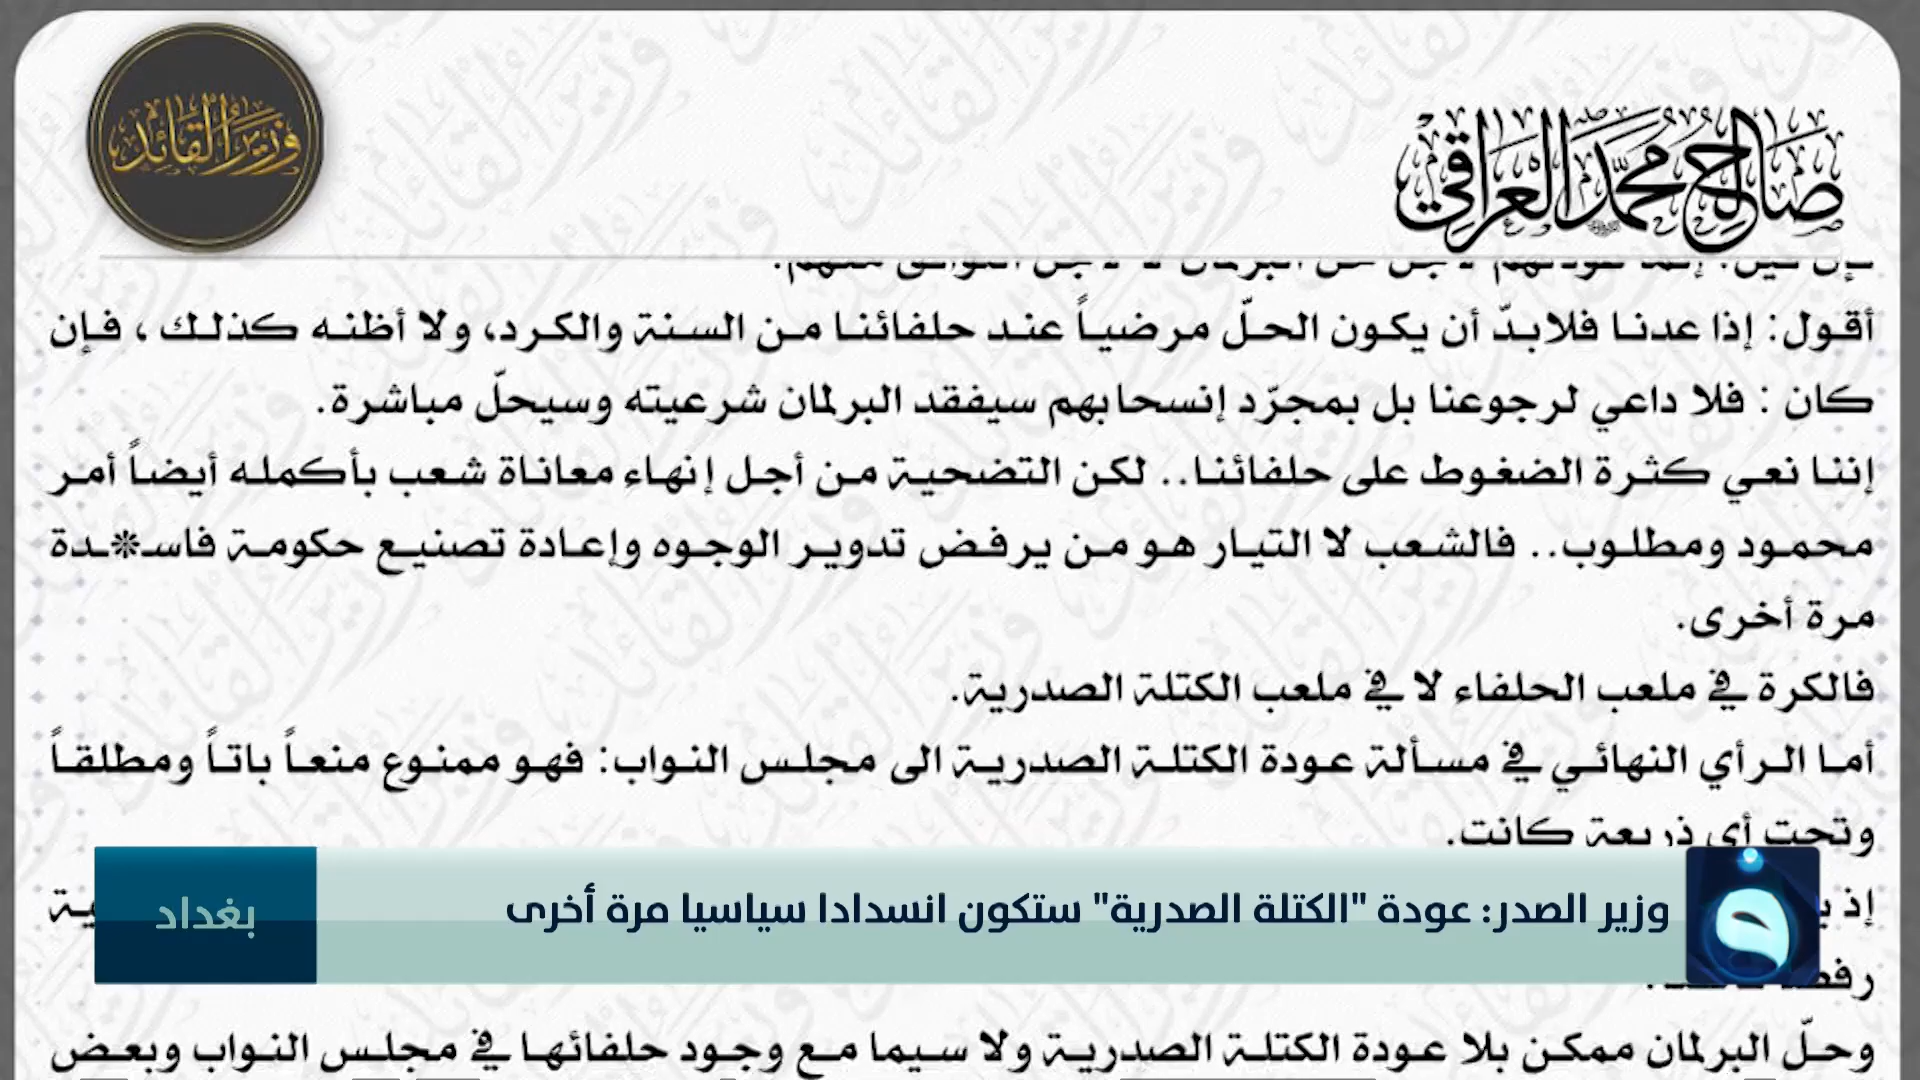 وزير القائد
صالح محمد العراقي
أقول: إذا عدنا فلابدّ أن يكون الحلّ مرضياً عند حلفائنا من السنة والكرد، ولا أظنه كذلك ، فإن
كان : فلا داعي لرجوعنا بل بمجرّد إنسحابهم سيفقد البرلمان شرعيته وسيحلّ مباشرة.
إننا نعي كثرة الضغوط على حلفائنا.. لكن التضحية من أجل إنهاء معاناة شعب بأكمله أيضاً أمر
محمود ومطلوب.. فالشعب لا التيار هو من يرفض تدوير الوجوه وإعادة تصنيع حكومة فاسـ*ـدة
مرة أخرى.
فالكرة في ملعب الحلفاء لا في ملعب الكتلة الصدرية.
أما الرأي النهائي في مسألة عودة الكتلة الصدرية الى مجلس النواب: فهو ممنوع منعاً باتاً ومطلقاً
وتحت أي ذريعة كانت.
إذ
وزير الصدر: عودة "الكتلة الصدرية" ستكون انسدادا سياسيا مرة أخرى
بغداد
وحلّ البرلمان ممكن بلا عودة الكتلة الصدرية ولا سيما مع وجود حلفائها في مجلس النواب وبعض